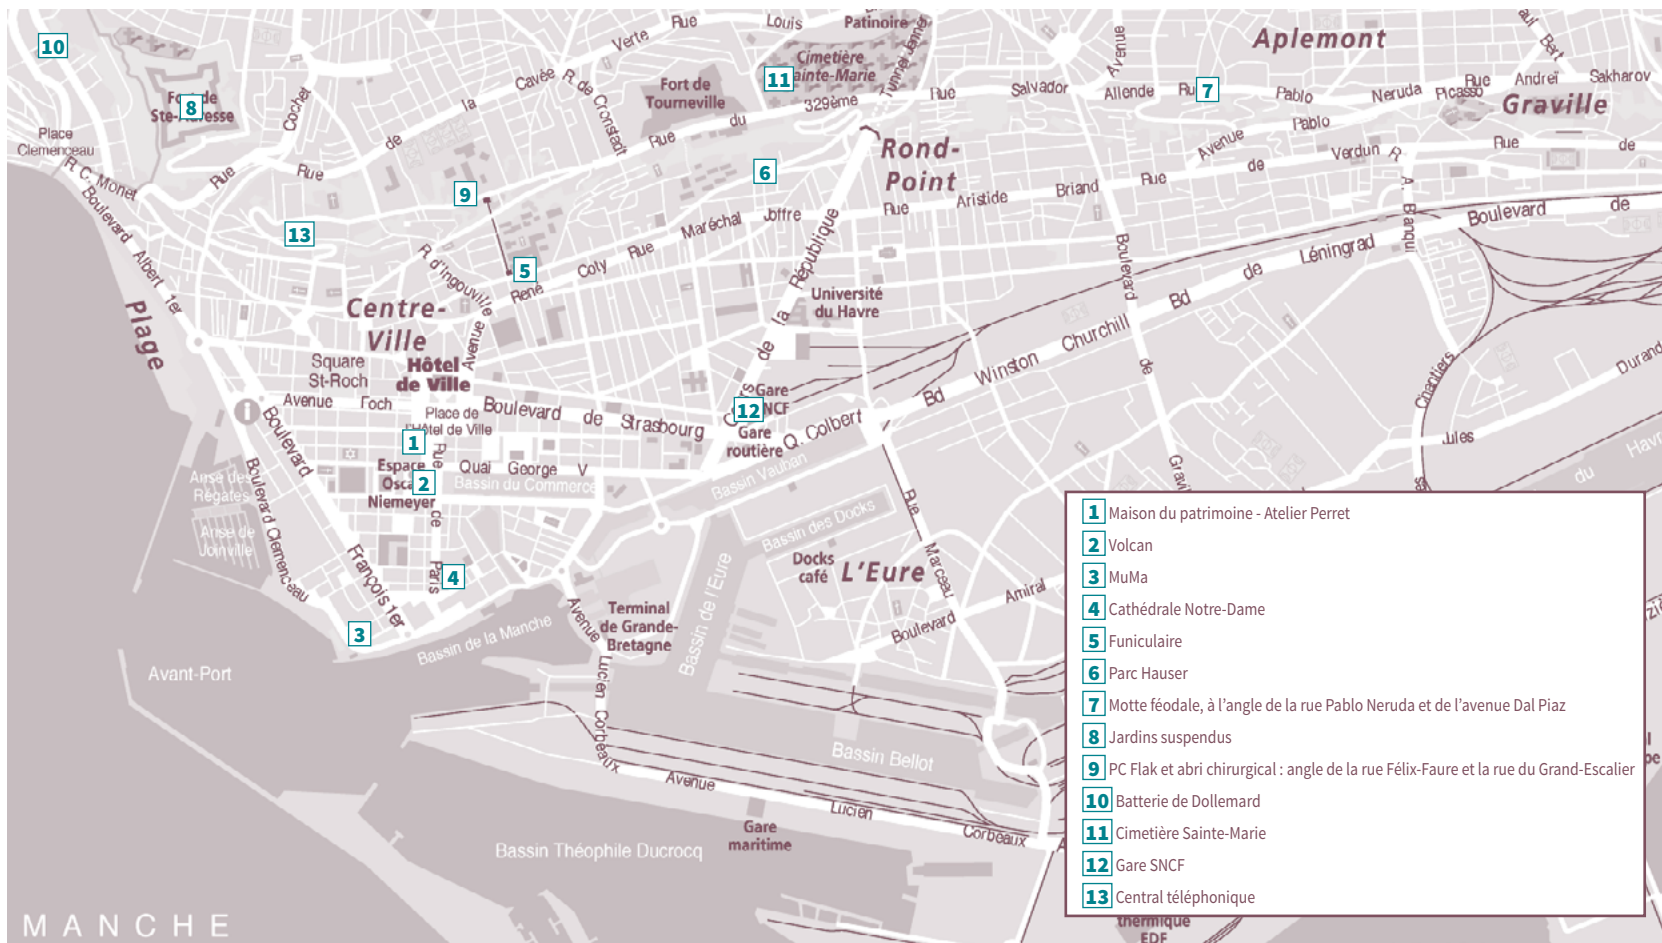 10
Rue
Louis
Patinoire
Verte
Aplemont
Paul
Bert
Avenue
Cimetière
Sainte-Marie
11
Tunnel Jenner
Fort de
Ste-Adresse
8
Cochet
la
Cavée
R. de Cronstadt
Fort de
Tourneville
329ème
du
Rue
Rue
Salvador
Allende
7
Pablo
Neruda
Rue
Picasso
Andreï
Sakharov
Graville
Place
Clemenceau
R. C. Monet
Rue
Rue
de
6
Rond-
Point
Avenue
Pablo
Rue
de
Verdun
R.
A.
Banqui
Rue
de
9
13
Boulevard
Albert
1er
Rue
Maréchal
Joffre
Rue
Aristide
Briand
Boulevard
de
5
R. d'Ingouville
René
Coty
République
la
de
Cours
Université
du Havre
Boulevard
de
Bd
de
Léningrad
Plage
Centre-
Ville
Avenue
Square
St-Roch
Hôtel
de Ville
Bd
Winston
Churchill
Chantiers
Durand
Avenue
Foch
Place de
l'Hôtel de Ville
Boulevard
de
Strasbourg
12
Gare
SNCF
Gare
routière
Q. Colbert
Jules
1
Rue
de
Paris
Boulevard
François 1er
Boulevard Clemenceau
Espace
Oscar
Niemeyer
2
Quai
George
V
Bassin du Commerce
Bassin Vauban
Anse des
Régates
Anse de
Joinville
Bassin des Docks
Docks
café
L'Eure
Rue
Marceau
Boulevard
Amiral
du
4
3
Bassin de la Manche
Avenue
Lucien
Corbeaux
Terminal
de Grande-
Bretagne
Bassin de l'Eure
Avant-Port
Bassin Bellot
Avenue
Lucien
Corbeaux
Gare
maritime
Bassin Théophile Ducrocq
MANCHE
1 Maison du patrimoine - Atelier Perret
2 Volcan
3 MuMa
4 Cathédrale Notre-Dame
5 Funiculaire
6 Parc Hauser
7 Motte féodale, à l'angle de la rue Pablo Neruda et de l'avenue Dal Piaz
8 Jardins suspendus
9 PC Flak et abri chirurgical : angle de la rue Félix-Faure et la rue du Grand-Escalier
10 Batterie de Dollemard
11 Cimetière Sainte-Marie
12 Gare SNCF
13 Central téléphonique
thermique
EDF